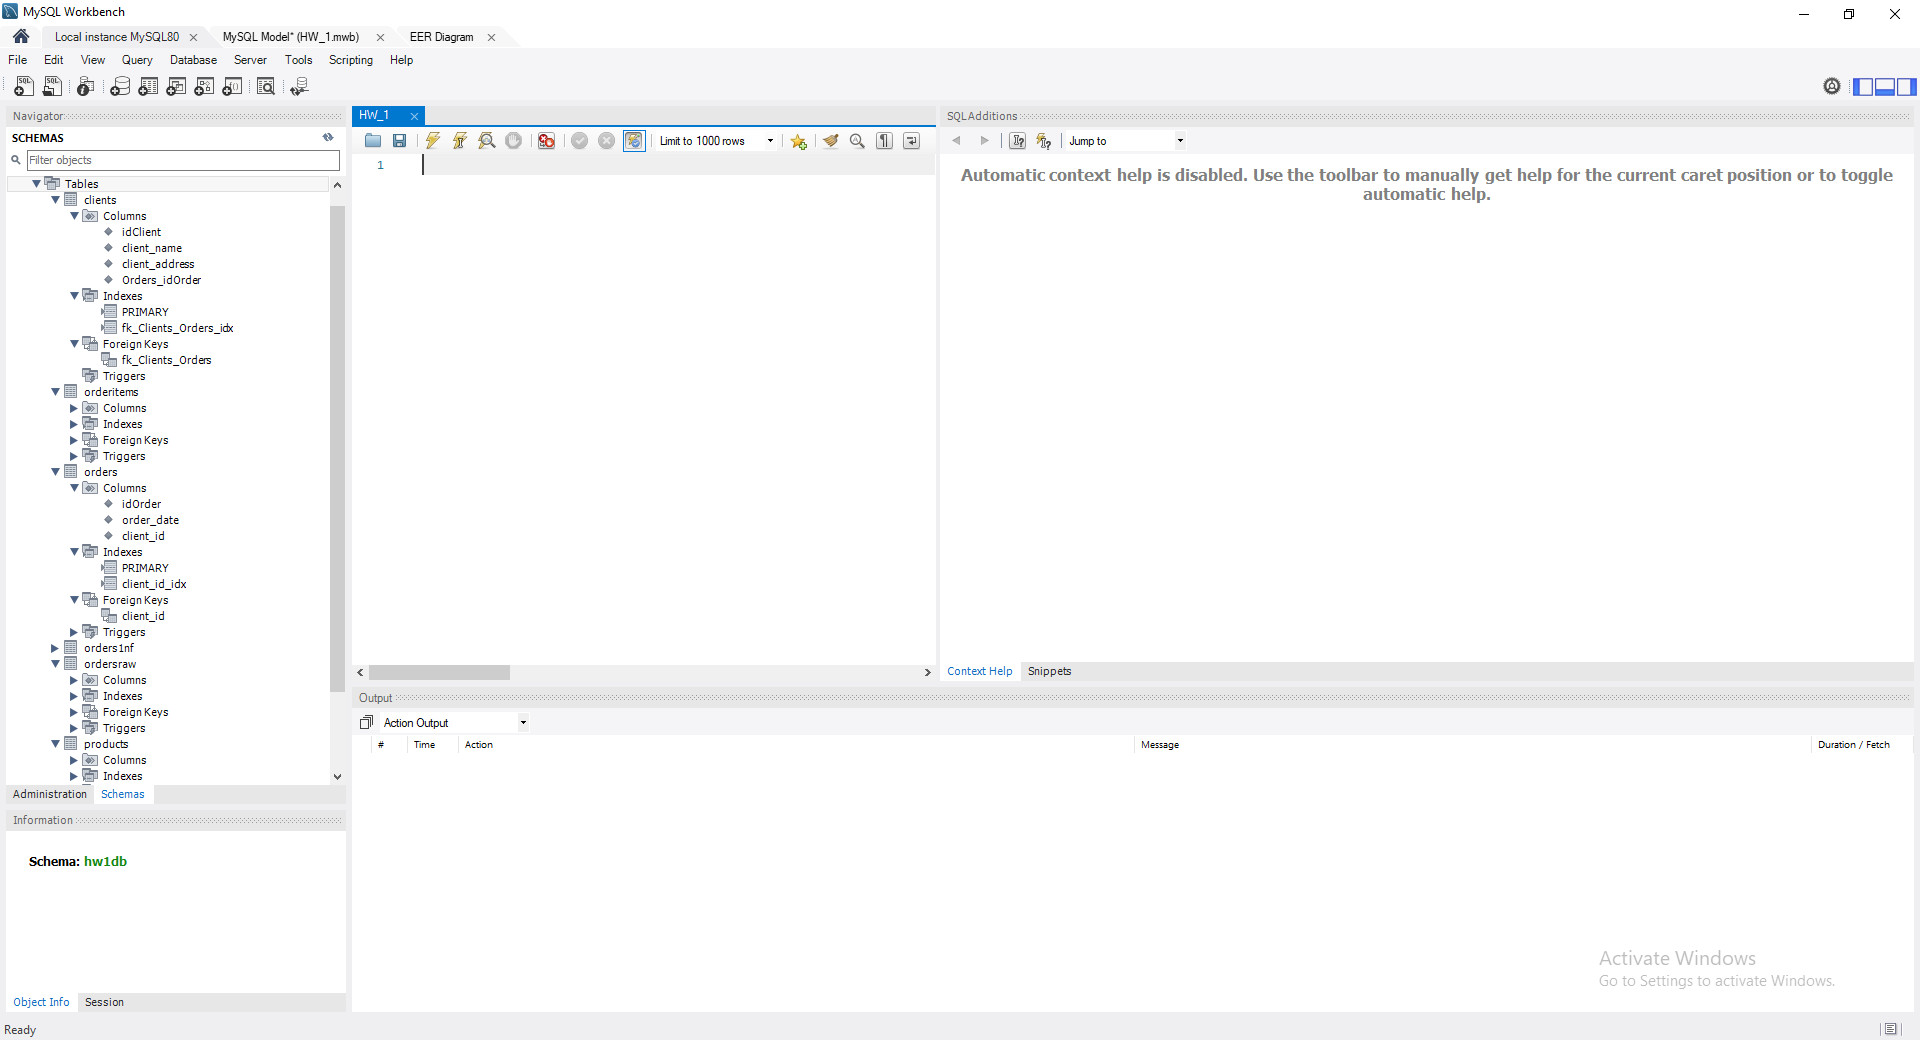 MySQL Workbench
Local instance MySQL80
MySQL Model* (HW_1.mwb)
EER Diagram
File Edit View Query Database Server Tools Scripting Help
Navigator
SCHEMAS
Filter objects
Tables
clients
Columns
idClient
client_name
client_address
Orders_idOrder
Indexes
PRIMARY
fk_Clients_Orders_idx
Foreign Keys
fk_Clients_Orders
Triggers
orderitems
Columns
Indexes
Foreign Keys
Triggers
orders
Columns
idOrder
order_date
client_id
Indexes
PRIMARY
client_id_idx
Foreign Keys
client_id
Triggers
orders1nf
ordersraw
Columns
Indexes
Foreign Keys
Triggers
products
Columns
Indexes
Administration Schemas
Information
Schema: hw1db
Object Info Session
Ready
HW_1
Limit to 1000 rows
1
SQLAdditions
Jump to
Automatic context help is disabled. Use the toolbar to manually get help for the current caret position or to toggle
automatic help.
Context Help Snippets
Output
Action Output
# Time Action Message Duration / Fetch
Activate Windows
Go to Settings to activate Windows.